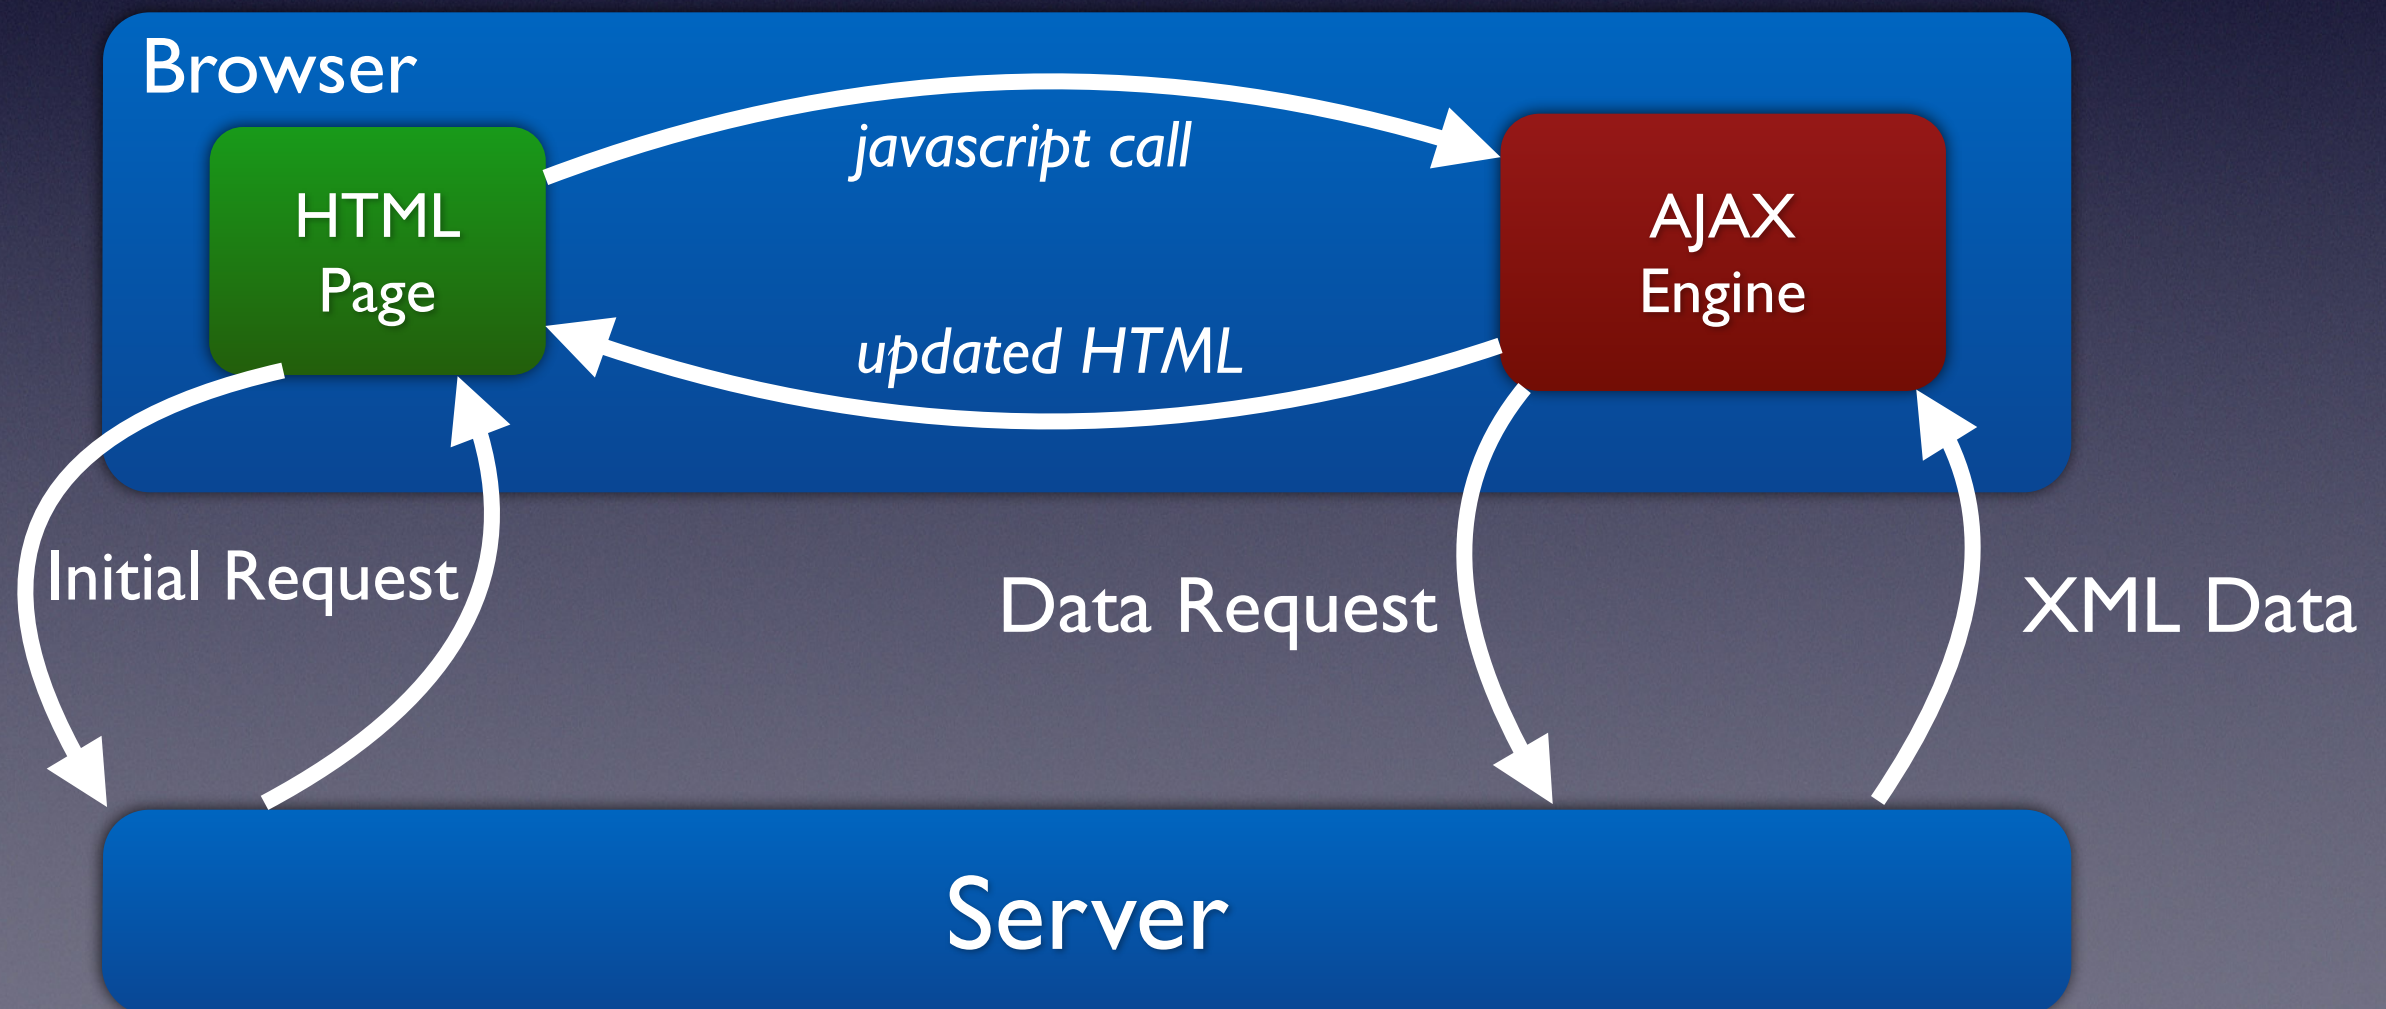 Browser
javascript call
HTML
Page
AJAX
Engine
updated HTML
Initial Request
Data Request
XML Data
Server